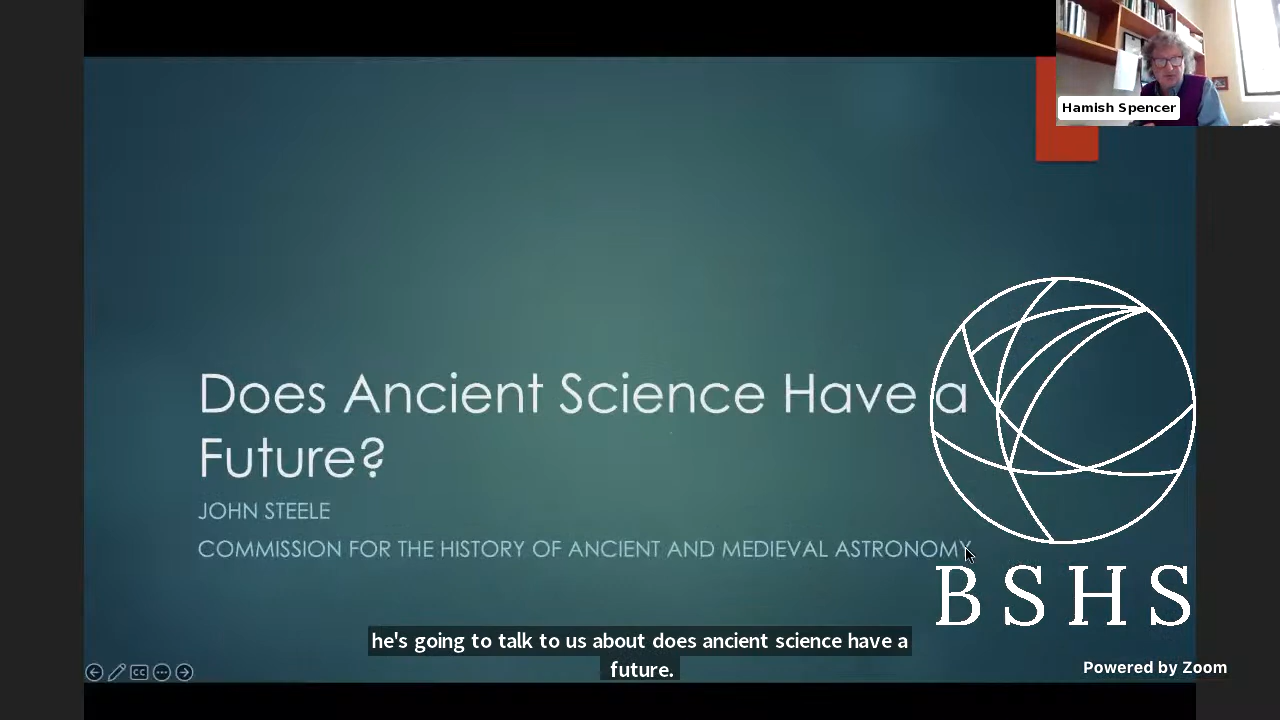 Hamish Spencer
Does Ancient Science Have a
Future?
JOHN STEELE
COMMISSION FOR THE HISTORY OF ANCIENT AND MEDIEVAL ASTRONOMY
BSHS
he's going to talk to us about does ancient science have a
future.
CC
Powered by Zoom